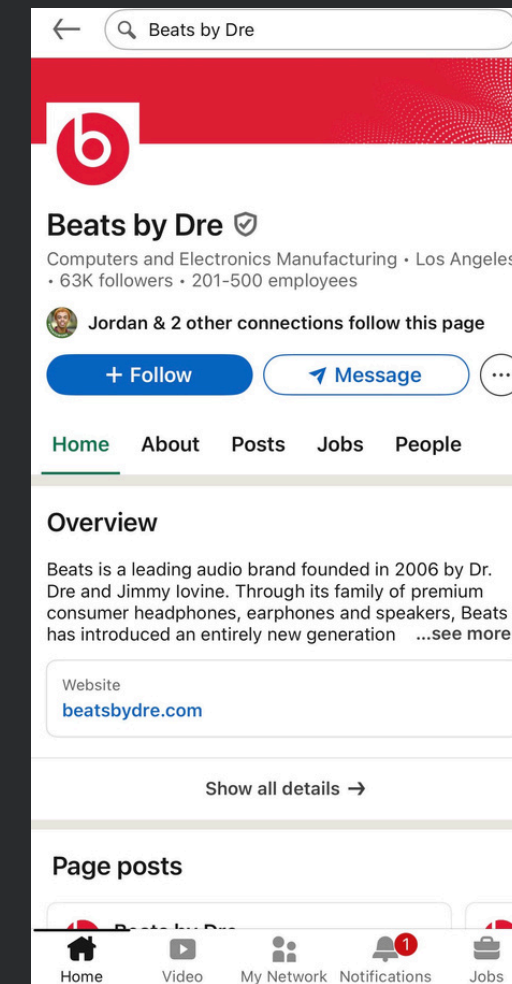 Beats by Dre
b
Beats by Dre
Computers and Electronics Manufacturing • Los Angeles
• 63K followers • 201-500 employees
Jordan & 2 other connections follow this page
+ Follow
Message
...
Home About Posts Jobs People
Overview
Beats is a leading audio brand founded in 2006 by Dr.
Dre and Jimmy Iovine. Through its family of premium
consumer headphones, earphones and speakers, Beats
has introduced an entirely new generation ...see more
Website
beatsbydre.com
Show all details →
Page posts
Beats by Dre
1
Home Video My Network Notifications Jobs